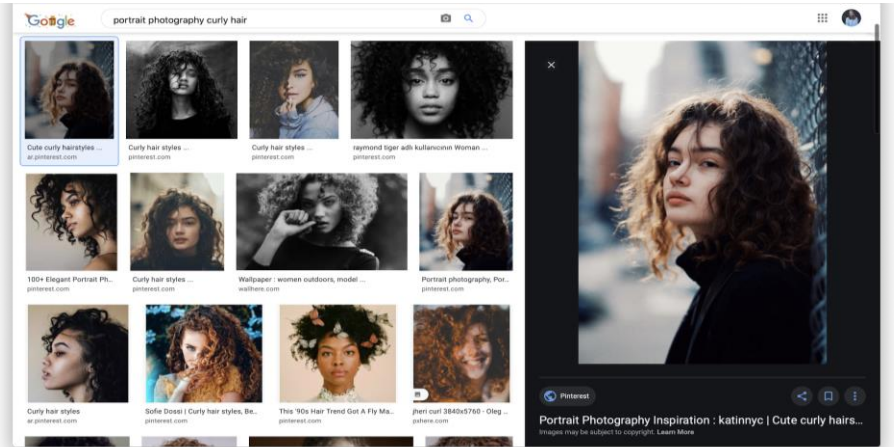 Google
portrait photography curly hair
Cute curly hairstyles ...
ar.pinterest.com
Curly hair styles ...
pinterest.com
Curly hair styles ...
pinterest.com
raymond tiger adlı kullanıcının Woman ...
pinterest.com
100+ Elegant Portrait Ph...
pinterest.com
Curly hair styles ...
pinterest.com
Wallpaper : women outdoors, model ...
wallhere.com
Portrait photography, Por...
pinterest.com
Curly hair styles
ar.pinterest.com
Sofie Dossi | Curly hair styles, Be...
pinterest.com
This '90s Hair Trend Got A Fly Ma...
pinterest.com
gheri curl 3840x5760 - Oleg ...
pxhere.com
Pinterest
Portrait Photography Inspiration : katinnyc | Cute curly hairs...
Images may be subject to copyright. Learn More